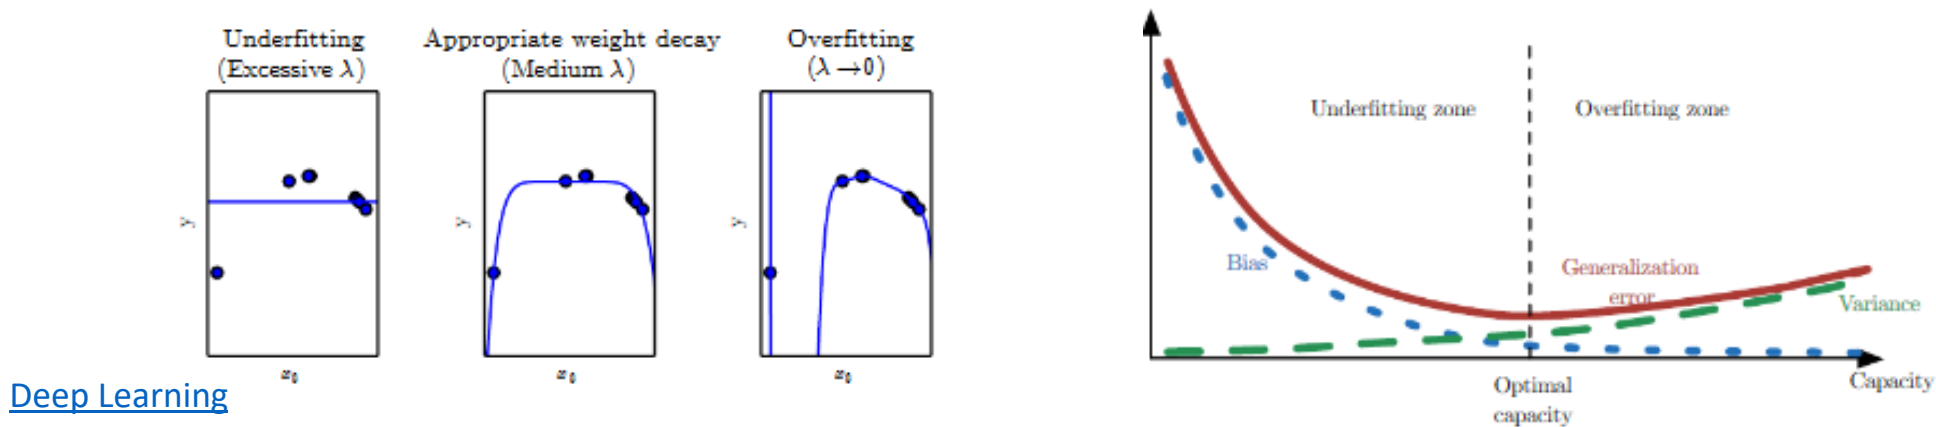 Underfitting
(Excessive λ)
Appropriate weight decay
(Medium λ)
Overfitting
(λ→0)
y
x₀
y
x₀
y
x₀
Deep Learning
Underfitting zone
Overfitting zone
Bias
Generalization
error
Variance
Optimal
capacity
Capacity